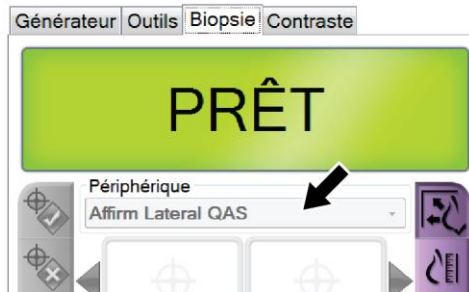 Générateur Outils Biopsie Contraste
PRÊT
Périphérique
Affirm Lateral QAS